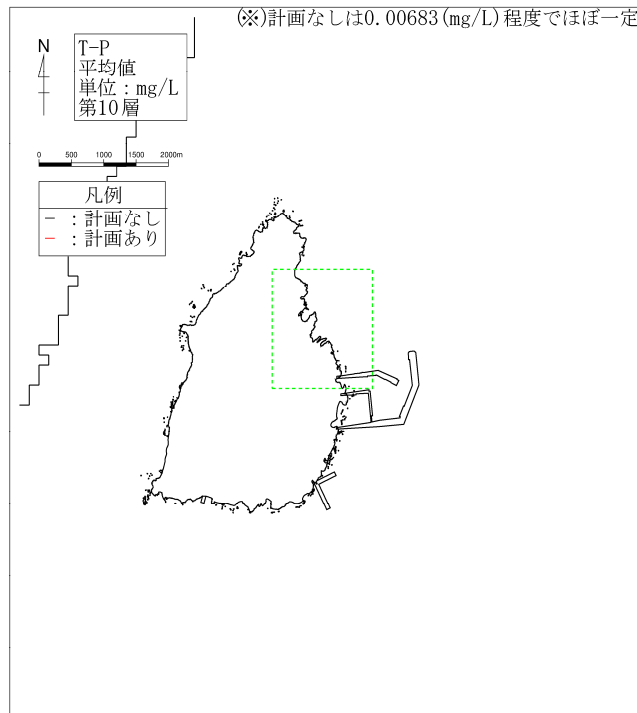 (※)計画なしは0.00683(mg/L)程度でほぼ一定
N
T-P
平均値
単位：mg/L
第10層
0 500 1000 1500 2000m
凡例
－ ：計画なし
－ ：計画あり